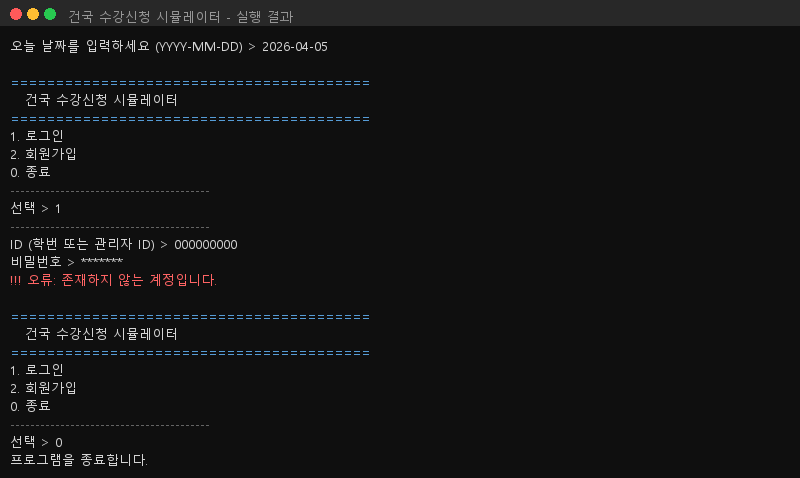 건국 수강신청 시뮬레이터 - 실행 결과
오늘 날짜를 입력하세요 (YYYY-MM-DD) > 2026-04-05
========================================
건국 수강신청 시뮬레이터
========================================
1. 로그인
2. 회원가입
0. 종료
----------------------------------------
선택 > 1
----------------------------------------
ID (학번 또는 관리자 ID) > 000000000
비밀번호 > *******
!!! 오류: 존재하지 않는 계정입니다.
========================================
건국 수강신청 시뮬레이터
========================================
1. 로그인
2. 회원가입
0. 종료
----------------------------------------
선택 > 0
프로그램을 종료합니다.